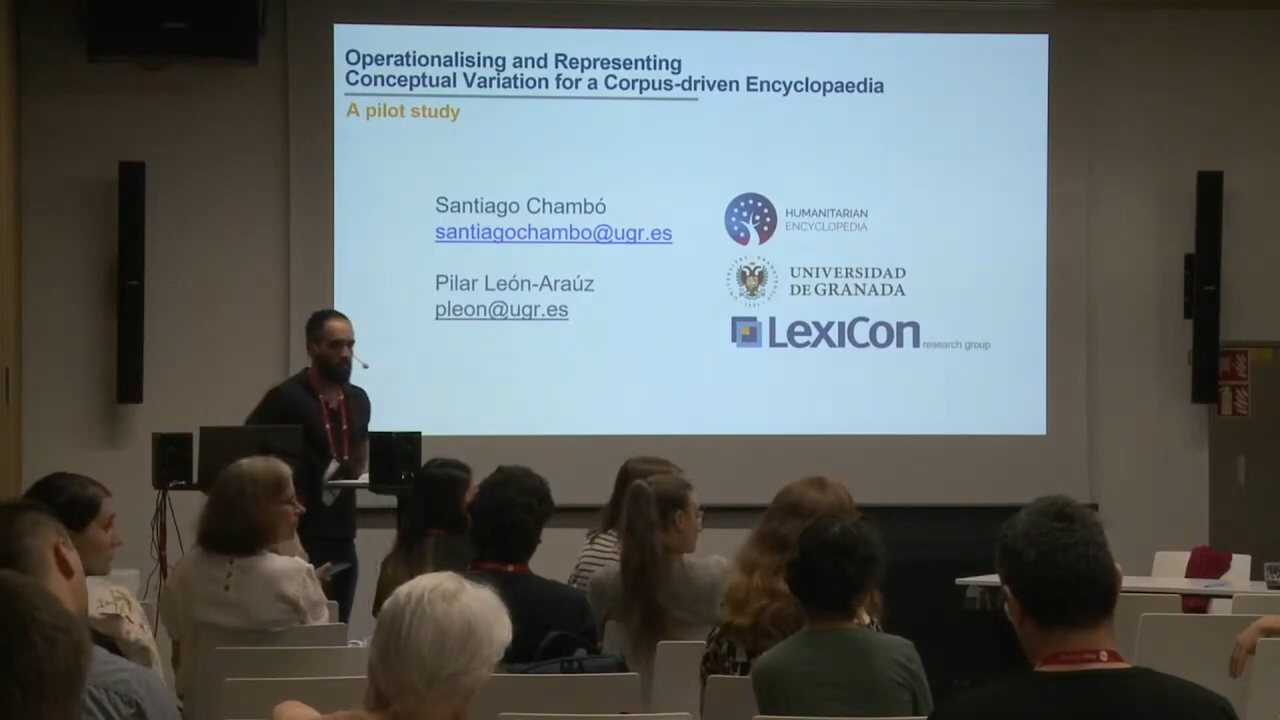 Operationalising and Representing
Conceptual Variation for a Corpus-driven Encyclopaedia
A pilot study
Santiago Chambó
santiagochambo@ugr.es
Pilar León-Araúz
pleon@ugr.es
HUMANITARIAN
ENCYCLOPEDIA
UNIVERSIDAD
DE GRANADA
LexiCon research group